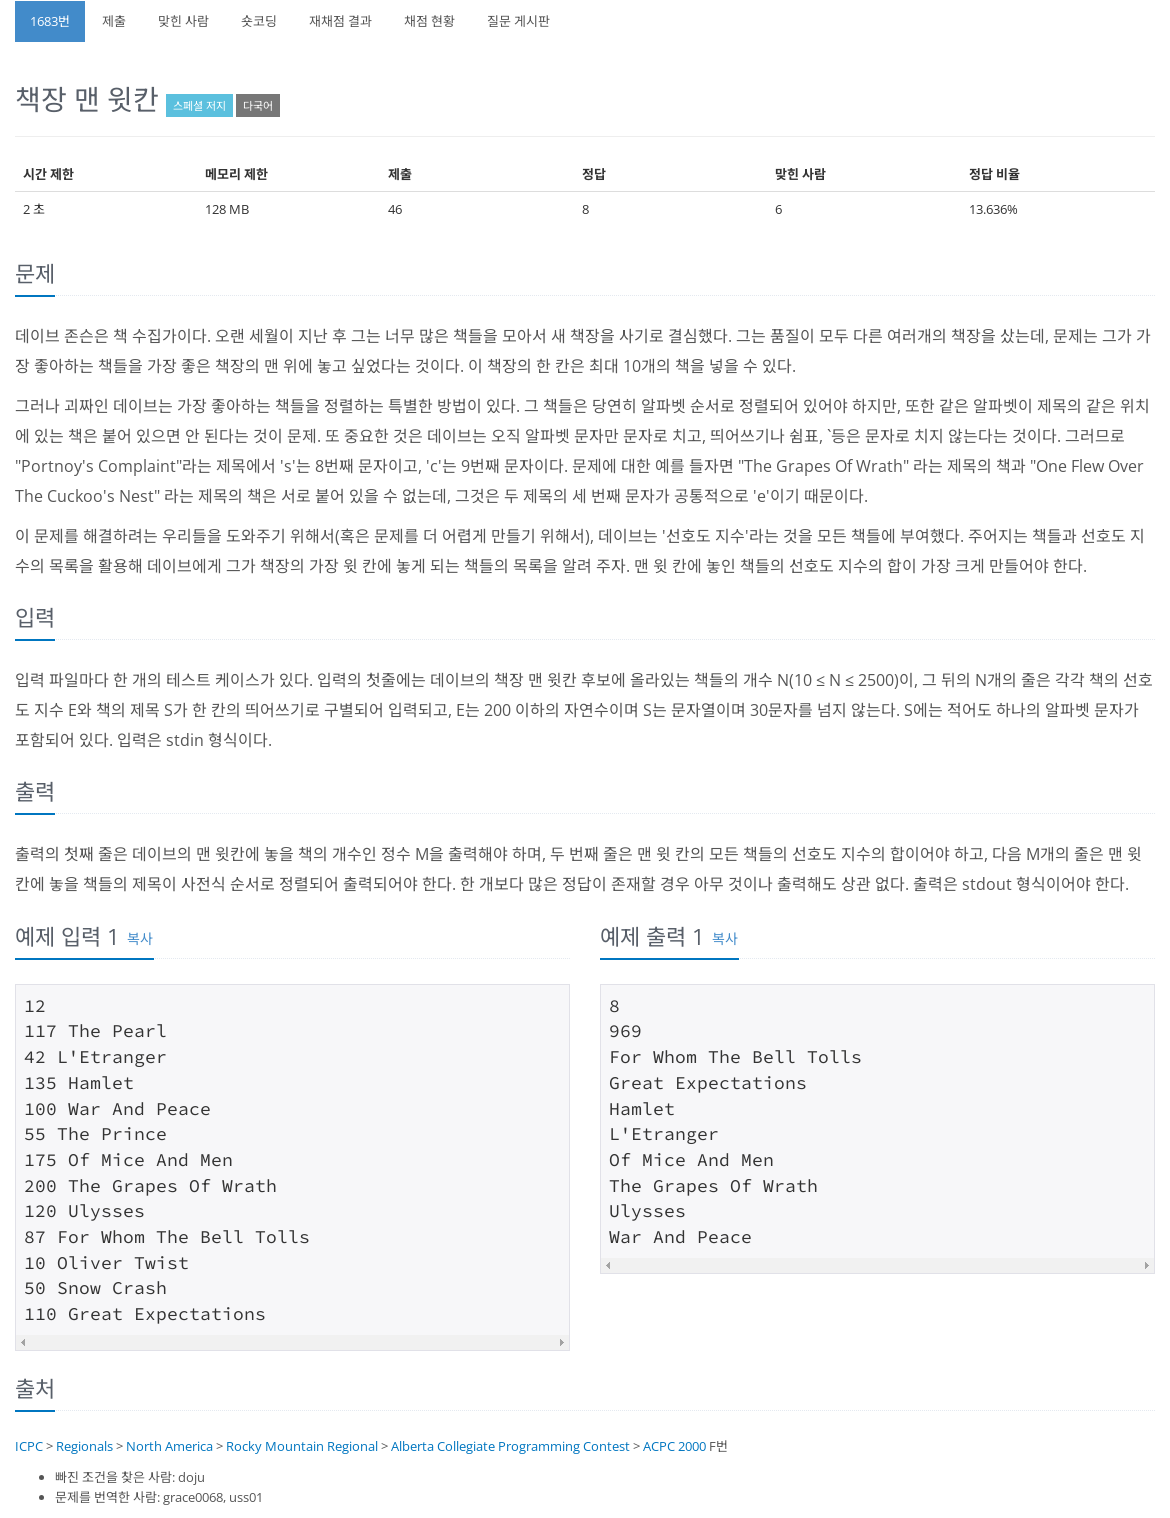 1683번 제출 맞힌 사람 숏코딩 재채점 결과 채점 현황 질문 게시판
책장 맨 윗칸 스페셜 저지 다국어
시간 제한 메모리 제한 제출 정답 맞힌 사람 정답 비율
2 초 128 MB 46 8 6 13.636%
문제
데이브 존슨은 책 수집가이다. 오랜 세월이 지난 후 그는 너무 많은 책들을 모아서 새 책장을 사기로 결심했다. 그는 품질이 모두 다른 여러개의 책장을 샀는데, 문제는 그가 가
장 좋아하는 책들을 가장 좋은 책장의 맨 위에 놓고 싶었다는 것이다. 이 책장의 한 칸은 최대 10개의 책을 넣을 수 있다.
그러나 괴짜인 데이브는 가장 좋아하는 책들을 정렬하는 특별한 방법이 있다. 그 책들은 당연히 알파벳 순서로 정렬되어 있어야 하지만, 또한 같은 알파벳이 제목의 같은 위치
에 있는 책은 붙어 있으면 안 된다는 것이 문제. 또 중요한 것은 데이브는 오직 알파벳 문자만 문자로 치고, 띄어쓰기나 쉼표, `등은 문자로 치지 않는다는 것이다. 그러므로
"Portnoy's Complaint"라는 제목에서 's'는 8번째 문자이고, 'c'는 9번째 문자이다. 문제에 대한 예를 들자면 "The Grapes Of Wrath" 라는 제목의 책과 "One Flew Over
The Cuckoo's Nest" 라는 제목의 책은 서로 붙어 있을 수 없는데, 그것은 두 제목의 세 번째 문자가 공통적으로 'e'이기 때문이다.
이 문제를 해결하려는 우리들을 도와주기 위해서(혹은 문제를 더 어렵게 만들기 위해서), 데이브는 '선호도 지수'라는 것을 모든 책들에 부여했다. 주어지는 책들과 선호도 지
수의 목록을 활용해 데이브에게 그가 책장의 가장 윗 칸에 놓게 되는 책들의 목록을 알려 주자. 맨 윗 칸에 놓인 책들의 선호도 지수의 합이 가장 크게 만들어야 한다.
입력
입력 파일마다 한 개의 테스트 케이스가 있다. 입력의 첫줄에는 데이브의 책장 맨 윗칸 후보에 올라있는 책들의 개수 N(10 ≤ N ≤ 2500)이, 그 뒤의 N개의 줄은 각각 책의 선호
도 지수 E와 책의 제목 S가 한 칸의 띄어쓰기로 구별되어 입력되고, E는 200 이하의 자연수이며 S는 문자열이며 30문자를 넘지 않는다. S에는 적어도 하나의 알파벳 문자가
포함되어 있다. 입력은 stdin 형식이다.
출력
출력의 첫째 줄은 데이브의 맨 윗칸에 놓을 책의 개수인 정수 M을 출력해야 하며, 두 번째 줄은 맨 윗 칸의 모든 책들의 선호도 지수의 합이어야 하고, 다음 M개의 줄은 맨 윗
칸에 놓을 책들의 제목이 사전식 순서로 정렬되어 출력되어야 한다. 한 개보다 많은 정답이 존재할 경우 아무 것이나 출력해도 상관 없다. 출력은 stdout 형식이어야 한다.
예제 입력 1 복사
12
117 The Pearl
42 L'Etranger
135 Hamlet
100 War And Peace
55 The Prince
175 Of Mice And Men
200 The Grapes Of Wrath
120 Ulysses
87 For Whom The Bell Tolls
10 Oliver Twist
50 Snow Crash
110 Great Expectations
예제 출력 1 복사
8
969
For Whom The Bell Tolls
Great Expectations
Hamlet
L'Etranger
Of Mice And Men
The Grapes Of Wrath
Ulysses
War And Peace
출처
ICPC > Regionals > North America > Rocky Mountain Regional > Alberta Collegiate Programming Contest > ACPC 2000 F번
• 빠진 조건을 찾은 사람: doju
• 문제를 번역한 사람: grace0068, uss01